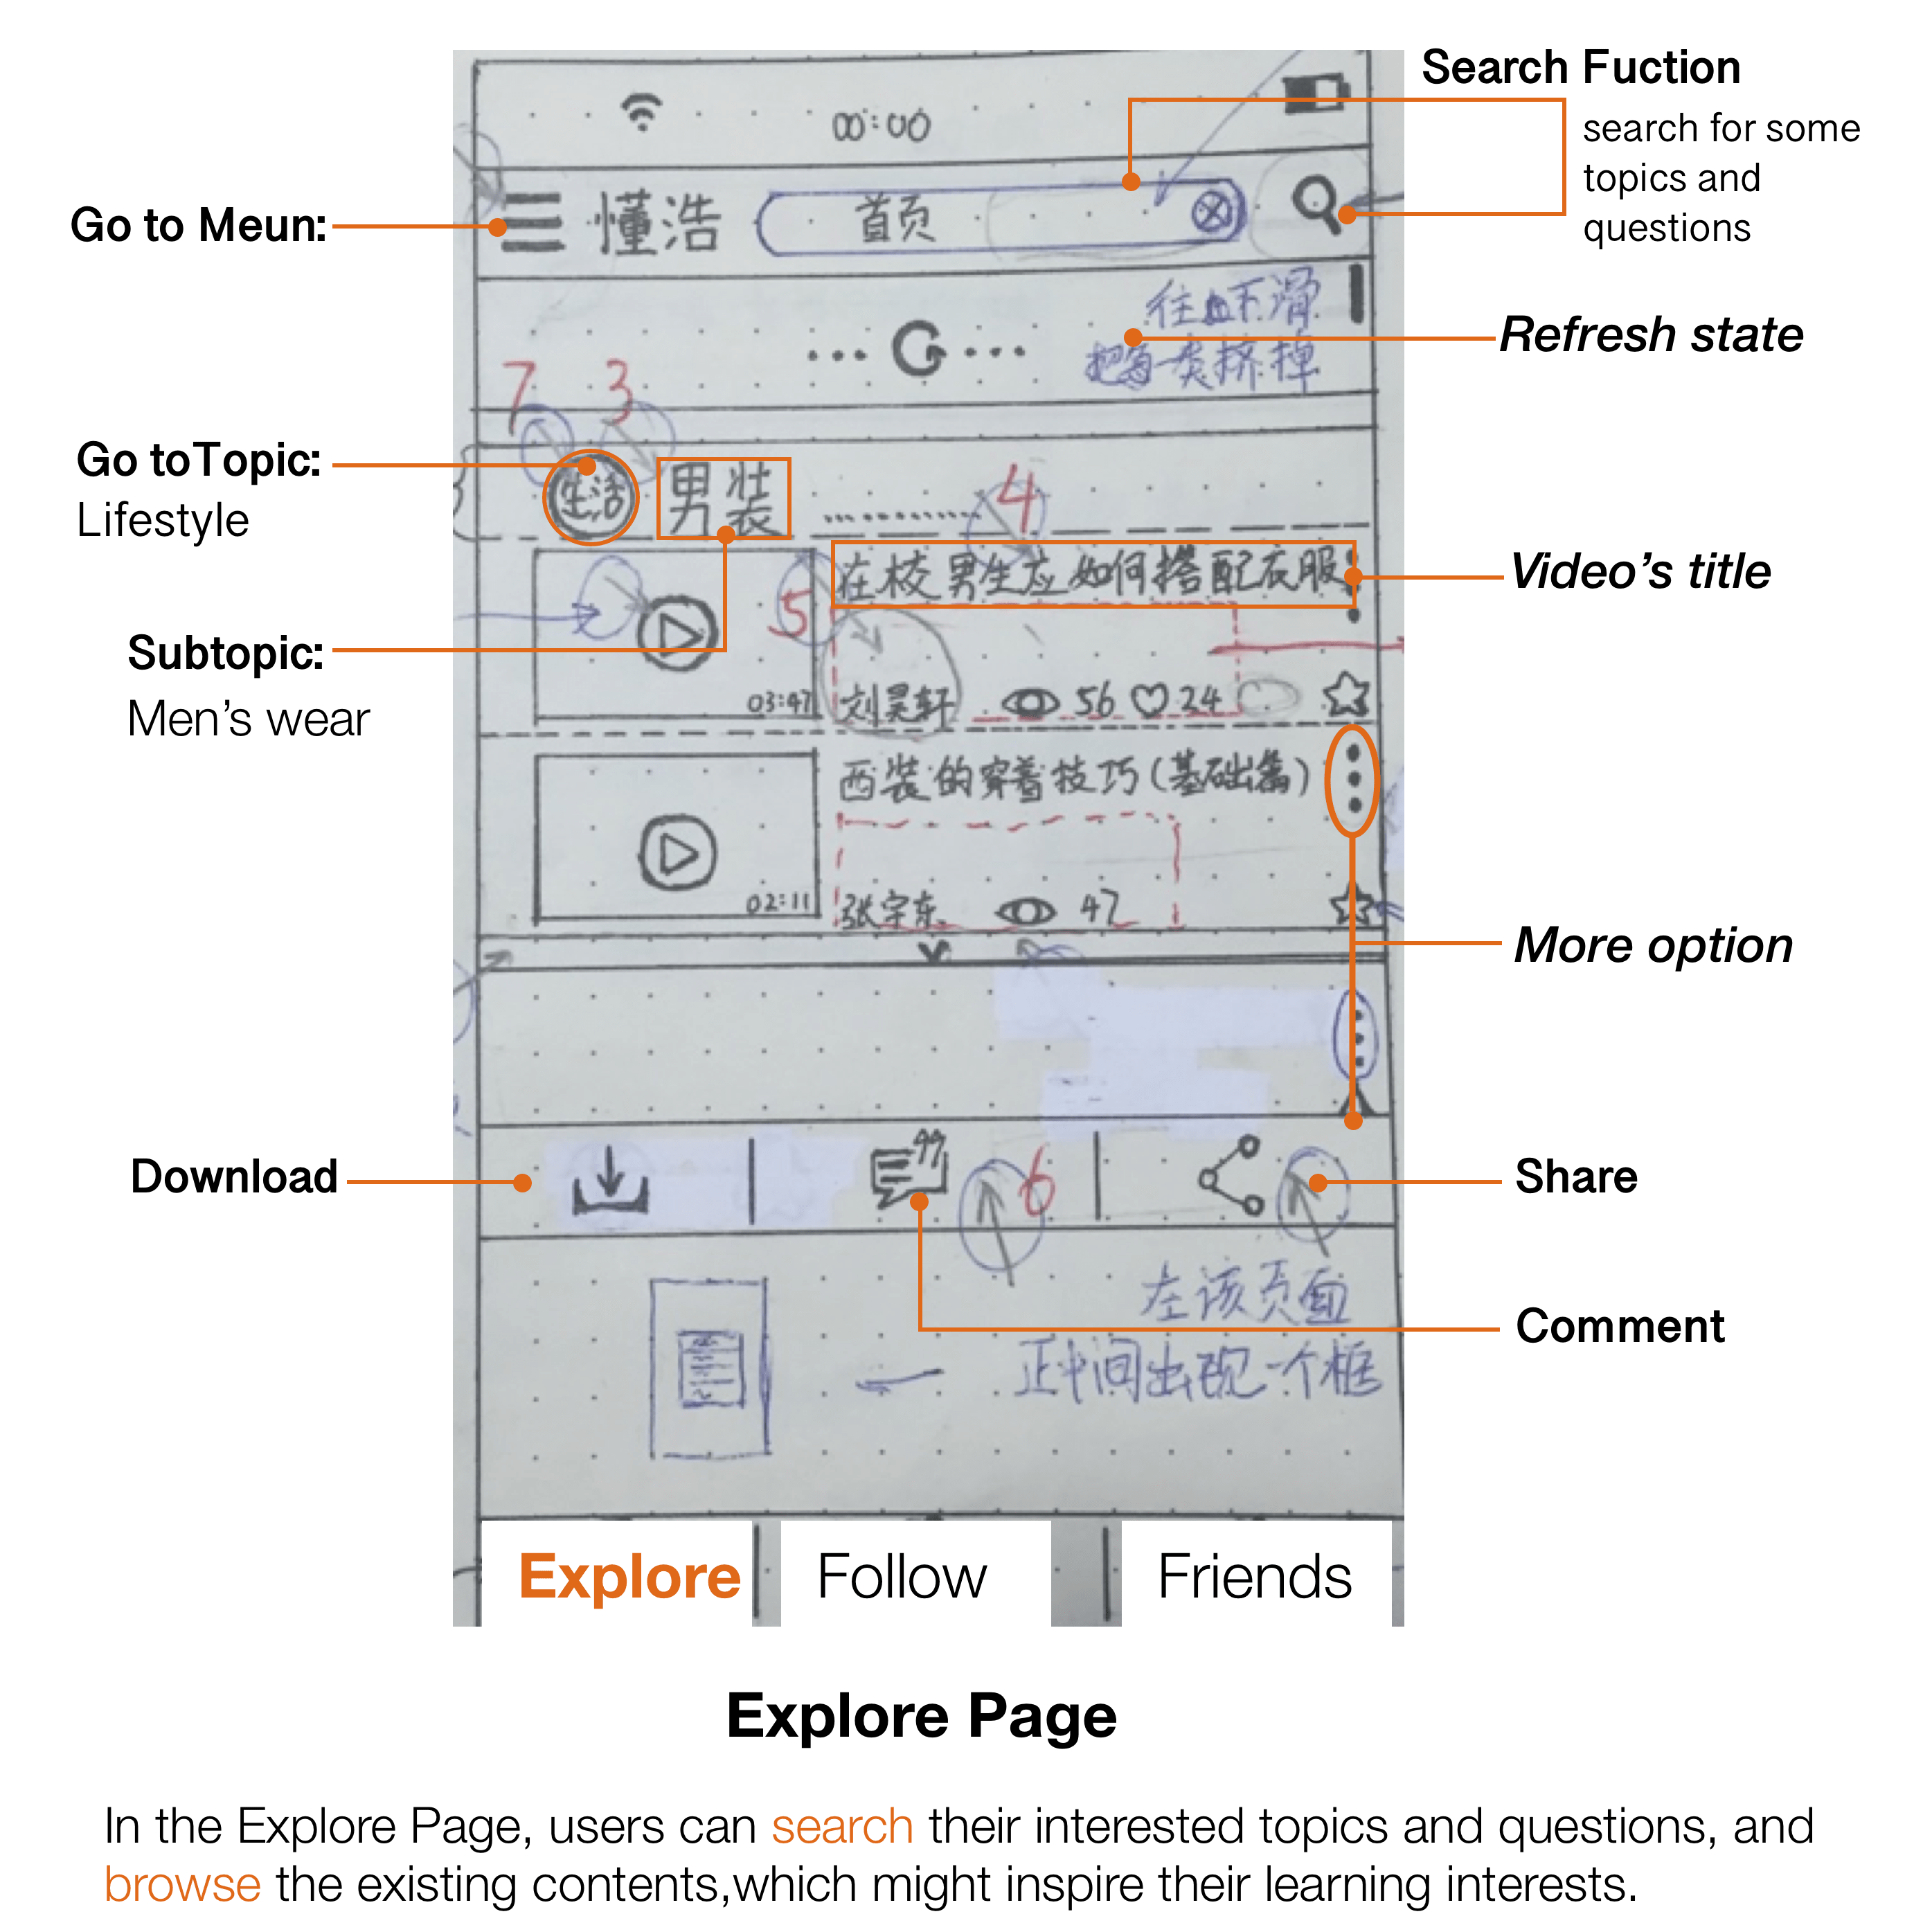 Search Fuction
search for some
topics and
questions
00:00
Go to Meun:
懂浩
首页
往下滑
把每一类挤掉
Refresh state
7
3
Go toTopic:
Lifestyle
生活
男装
4
在校男生应如何搭配衣服
Video's title
5
Subtopic:
Men's wear
03:47
刘昊轩
56
24
西装的穿着技巧(基础篇)
02:11
张宇东
47
More option
Download
6
Share
在该页面
正中间出现一个框
Comment
Explore
Follow
Friends
Explore Page
In the Explore Page, users can search their interested topics and questions, and
browse the existing contents,which might inspire their learning interests.